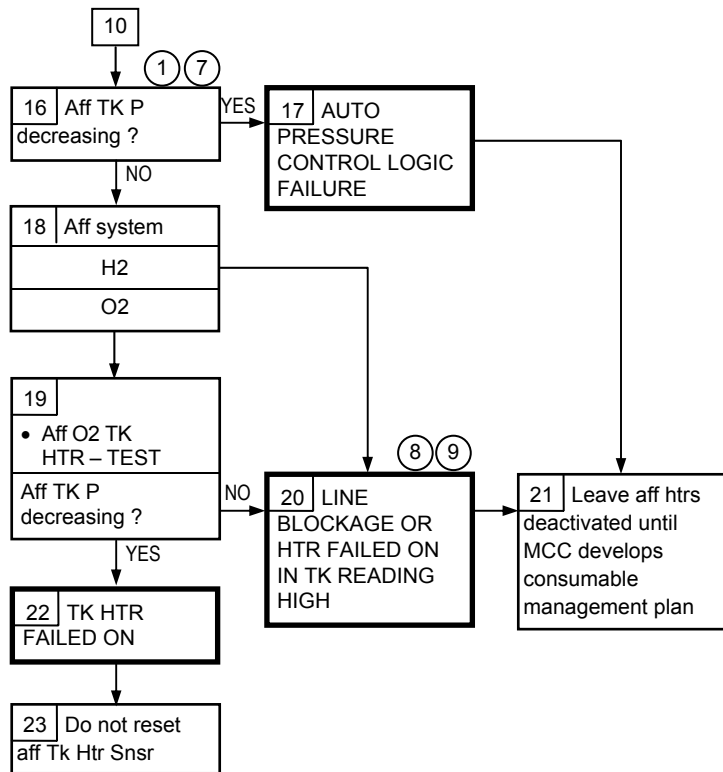 10
1 7
16 Aff TK P
decreasing ?
YES
NO
17 AUTO
PRESSURE
CONTROL LOGIC
FAILURE
18 Aff system
H2
O2
19
• Aff O2 TK
HTR – TEST
Aff TK P
decreasing ?
NO
YES
8 9
20 LINE
BLOCKAGE OR
HTR FAILED ON
IN TK READING
HIGH
21 Leave aff htrs
deactivated until
MCC develops
consumable
management plan
22 TK HTR
FAILED ON
23 Do not reset
aff Tk Htr Snsr